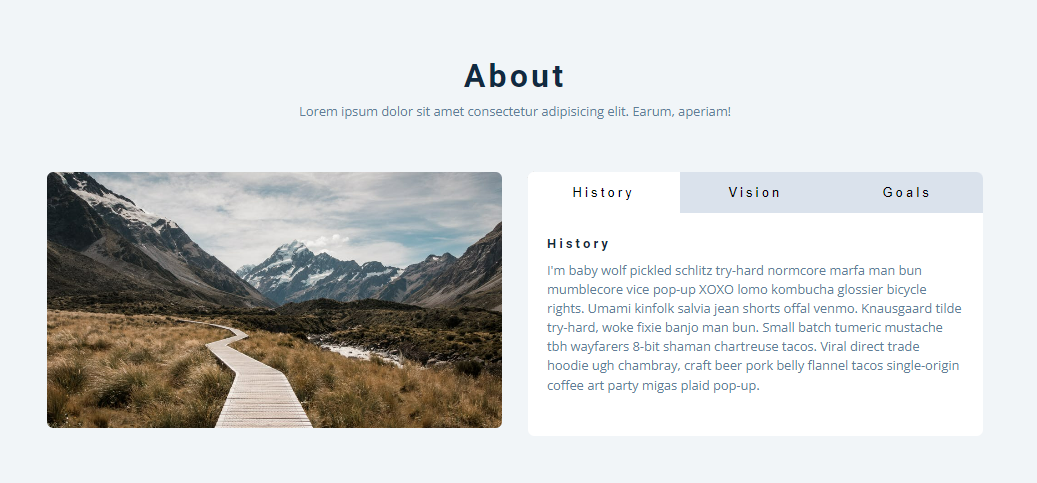 About
Lorem ipsum dolor sit amet consectetur adipisicing elit. Earum, aperiam!
History Vision Goals
History
I'm baby wolf pickled schlitz try-hard normcore marfa man bun
mumblecore vice pop-up XOXO lomo kombucha glossier bicycle
rights. Umami kinfolk salvia jean shorts offal venmo. Knausgaard tilde
try-hard, woke fixie banjo man bun. Small batch tumeric mustache
tbh wayfarers 8-bit shaman chartreuse tacos. Viral direct trade
hoodie ugh chambray, craft beer pork belly flannel tacos single-origin
coffee art party migas plaid pop-up.